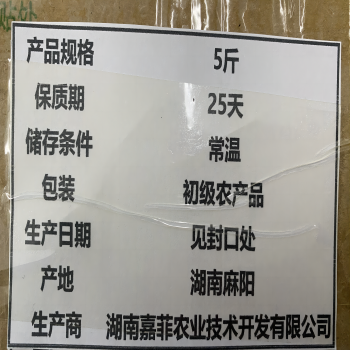 产品规格 5斤
保质期 25天
储存条件 常温
包装 初级农产品
生产日期 见封口处
产地 湖南麻阳
生产商 湖南嘉菲农业技术开发有限公司